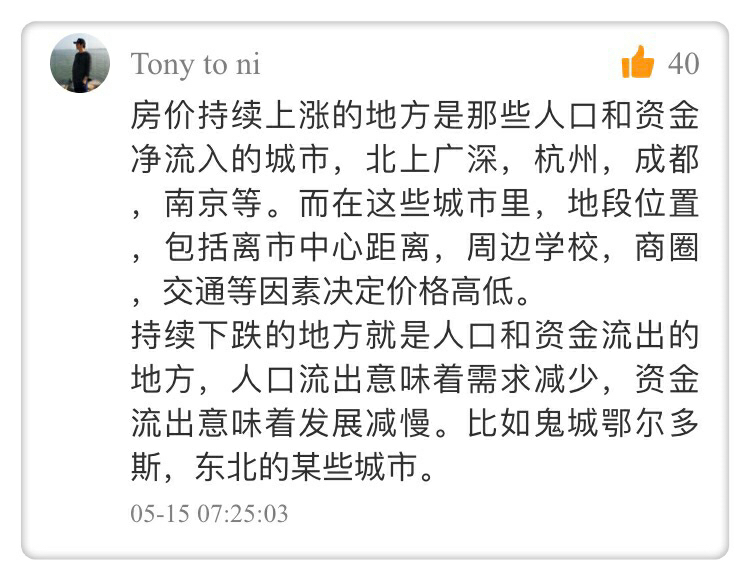 Tony to ni 40
房价持续上涨的地方是那些人口和资金
净流入的城市，北上广深，杭州，成都
，南京等。而在这些城市里，地段位置
，包括离市中心距离，周边学校，商圈
，交通等因素决定价格高低。
持续下跌的地方就是人口和资金流出的
地方，人口流出意味着需求减少，资金
流出意味着发展减慢。比如鬼城鄂尔多
斯，东北的某些城市。
05-15 07:25:03